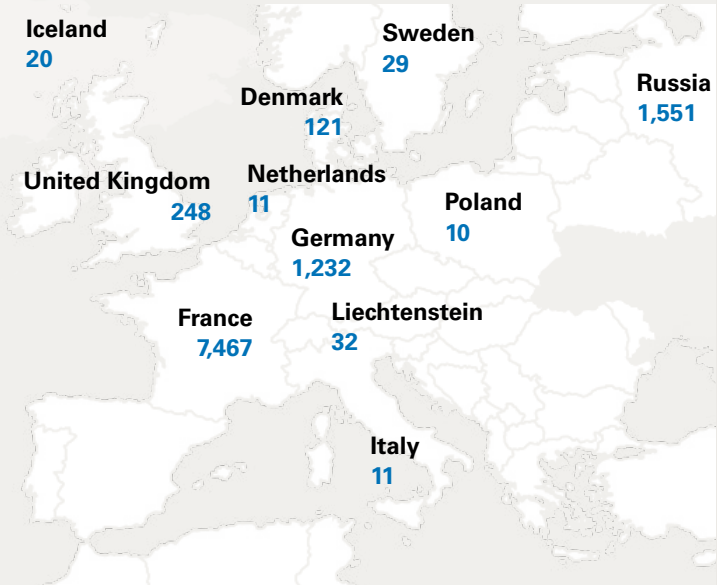 Iceland
20
Sweden
29
Russia
1,551
Denmark
121
United Kingdom
248
Netherlands
11
Poland
10
Germany
1,232
France
7,467
Liechtenstein
32
Italy
11